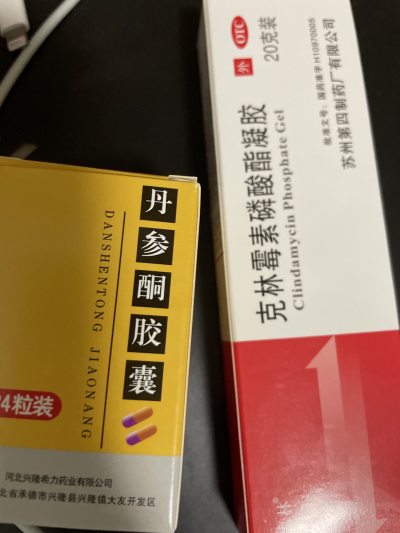 丹参酮胶囊
DANSHENTONG JIAONANG
24粒装
河北兴隆希力药业有限公司
北省承德市兴隆县兴隆镇大友开发区
外 OTC
20克装
克林霉素磷酸酯凝胶
Clindamycin Phosphate Gel
批准文号：国药准字H10970005
苏州第四制药厂有限公司